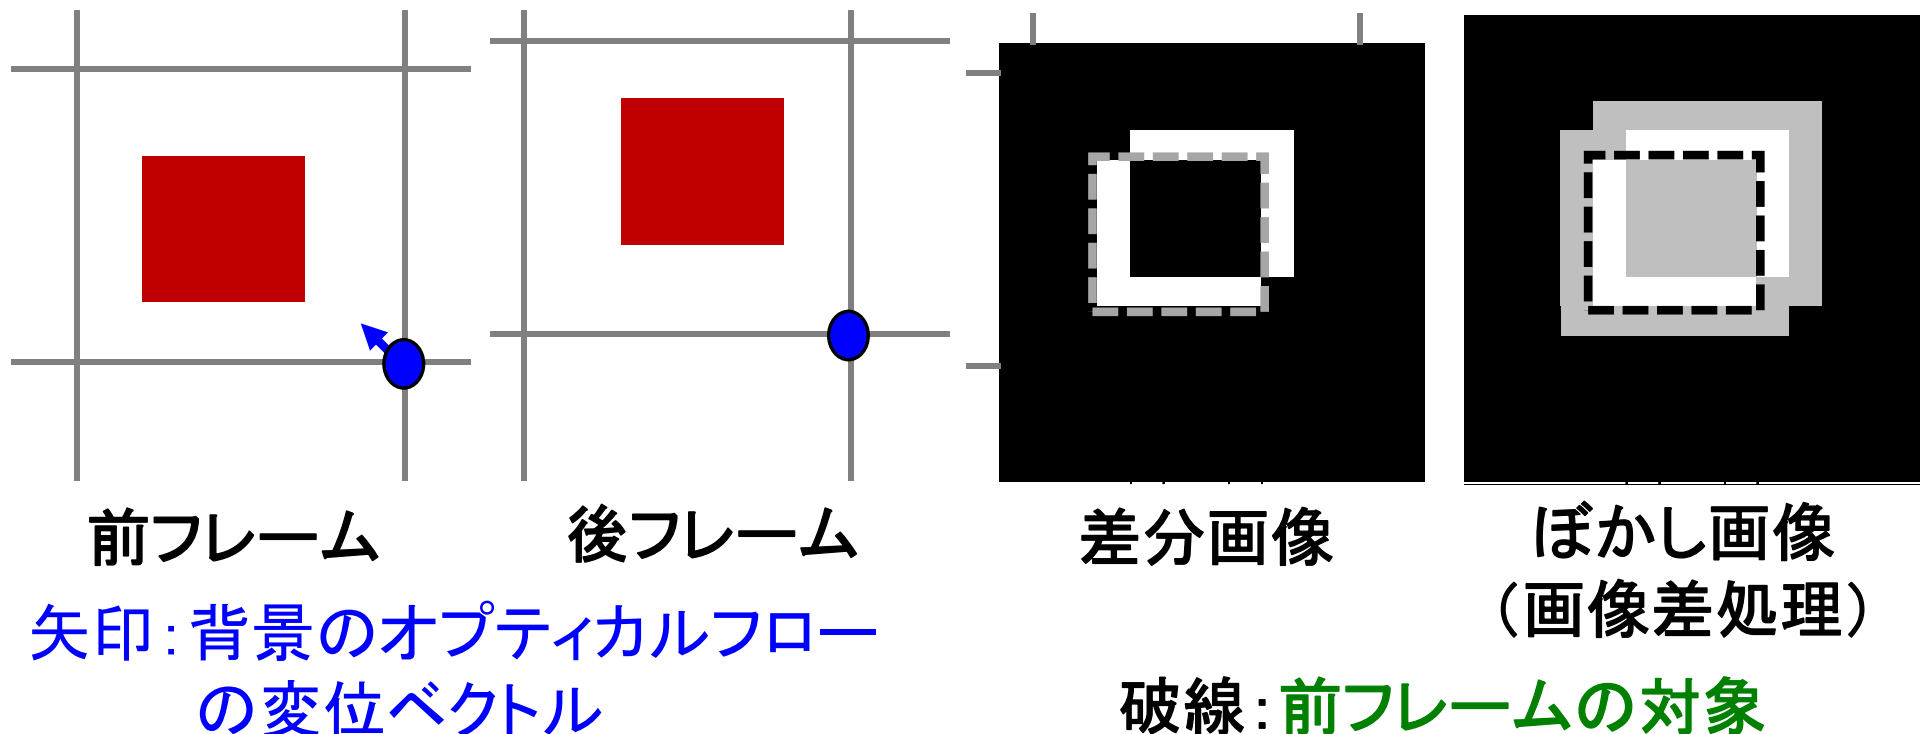 前フレーム
後フレーム
差分画像
ぼかし画像
（画像差処理）
矢印：背景のオプティカルフロー
の変位ベクトル
破線：前フレームの対象